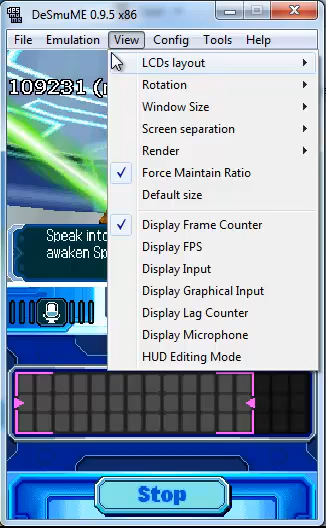 DeSmuME 0.9.5 x86
File Emulation View Config Tools Help
LCDs layout
Rotation
Window Size
Screen separation
Render
Force Maintain Ratio
Default size
Display Frame Counter
Display FPS
Display Input
Display Graphical Input
Display Lag Counter
Display Microphone
HUD Editing Mode
109231 (
Speak into
awaken Sp
Stop